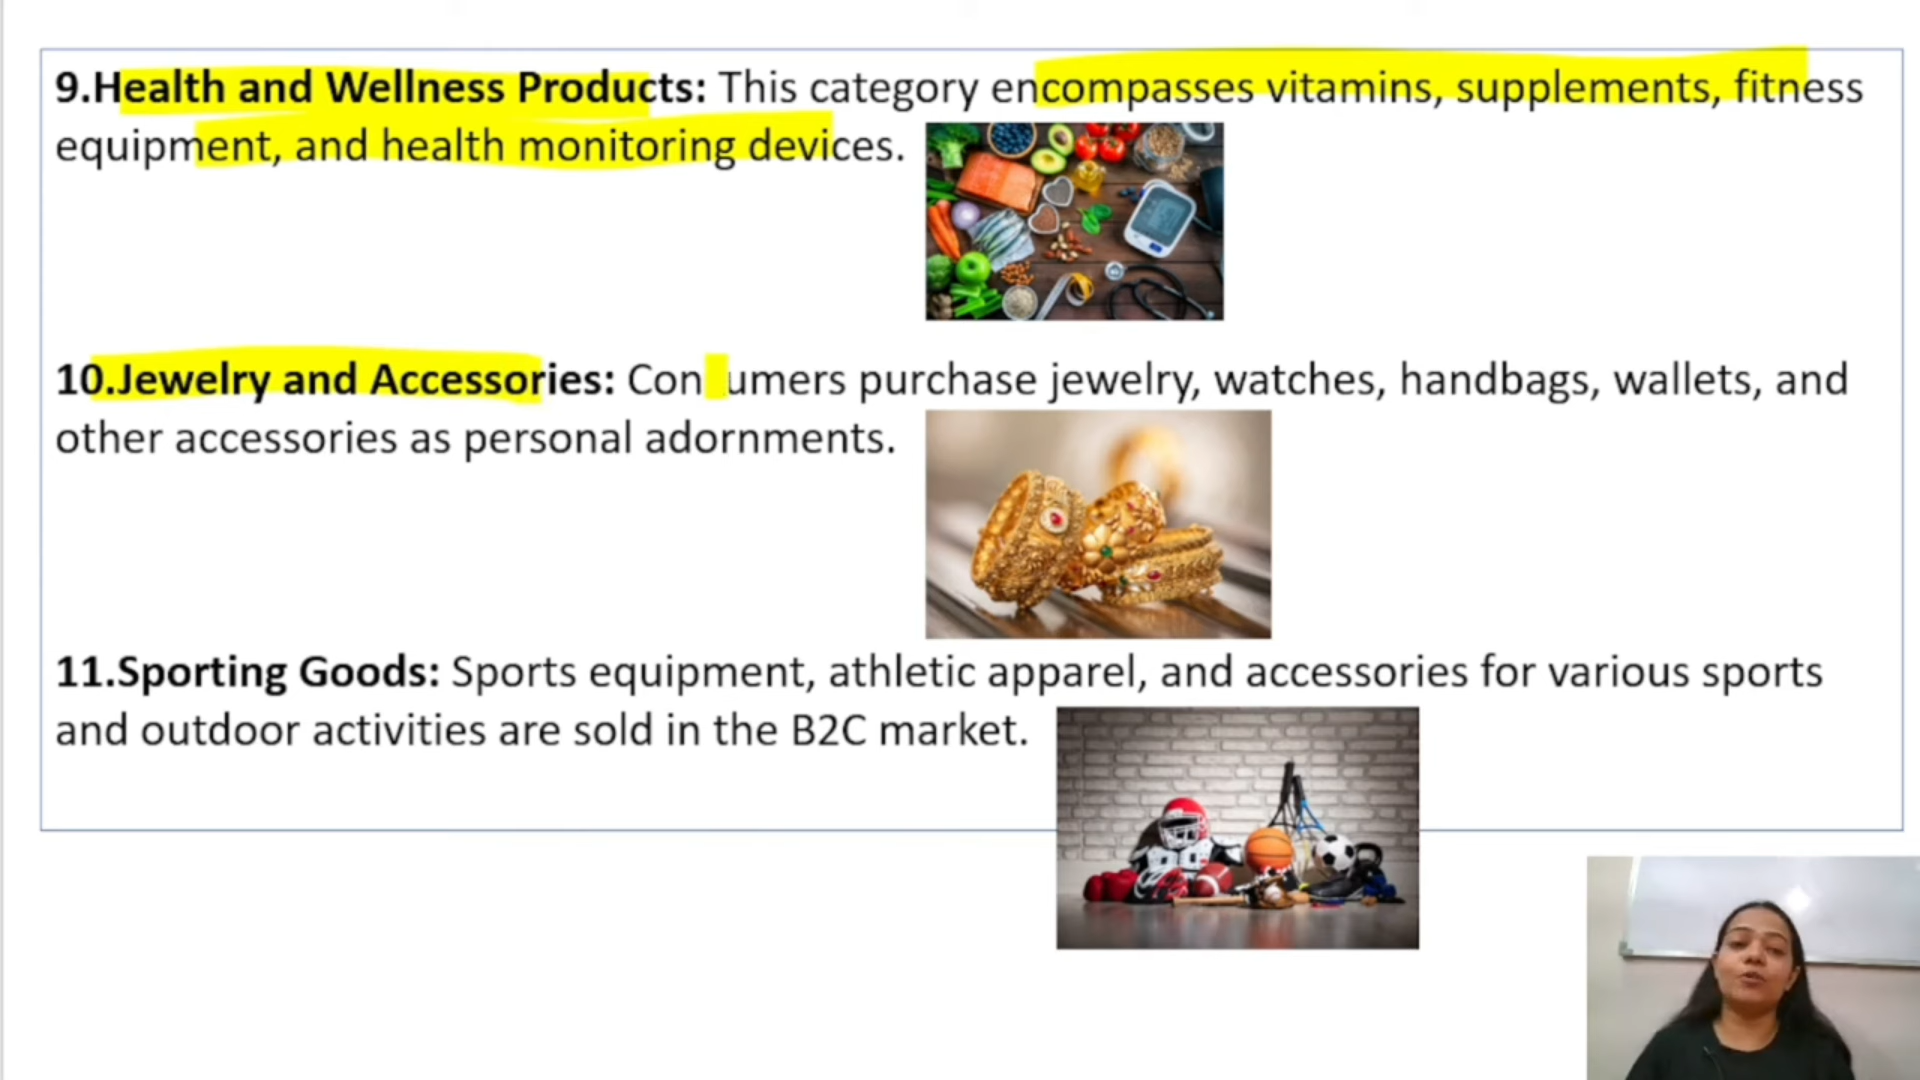 9.Health and Wellness Products: This category encompasses vitamins, supplements, fitness
equipment, and health monitoring devices.
10.Jewelry and Accessories: Con umers purchase jewelry, watches, handbags, wallets, and
other accessories as personal adornments.
11.Sporting Goods: Sports equipment, athletic apparel, and accessories for various sports
and outdoor activities are sold in the B2C market.